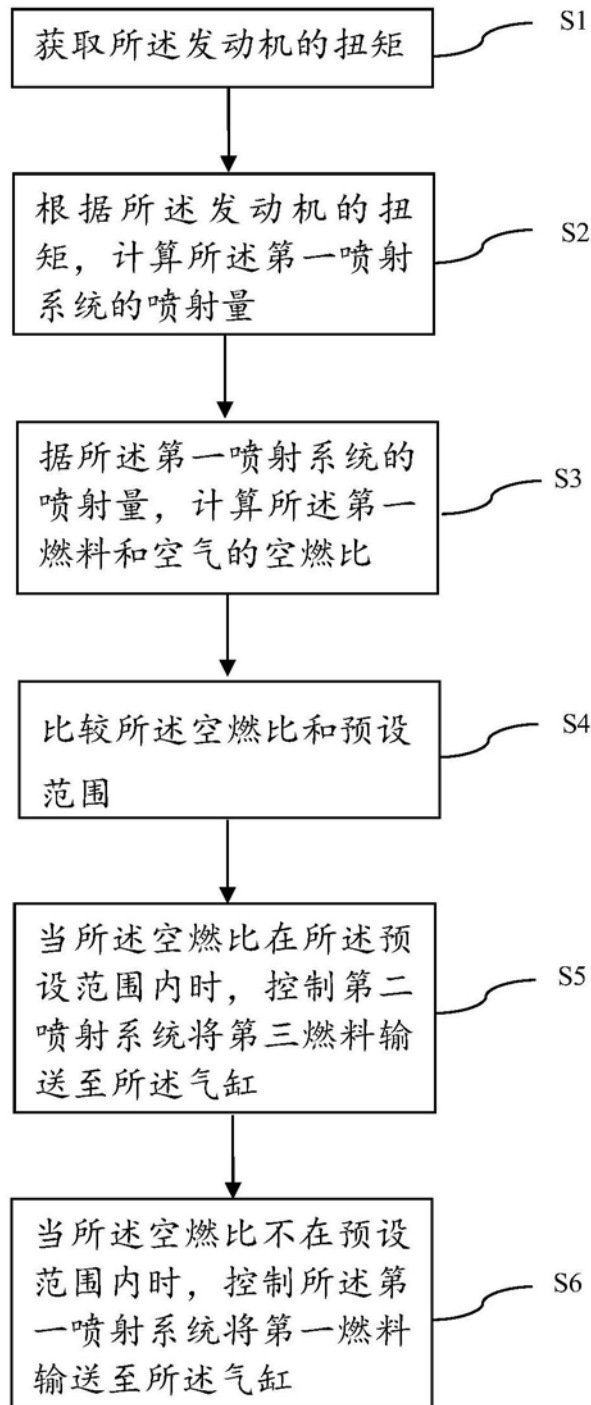 获取所述发动机的扭矩
S1
根据所述发动机的扭
矩，计算所述第一喷射
系统的喷射量
S2
据所述第一喷射系统的
喷射量，计算所述第一
燃料和空气的空燃比
S3
比较所述空燃比和预设
范围
S4
当所述空燃比在所述预
设范围内时，控制第二
喷射系统将第三燃料输
送至所述气缸
S5
当所述空燃比不在预设
范围内时，控制所述第
一喷射系统将第一燃料
输送至所述气缸
S6